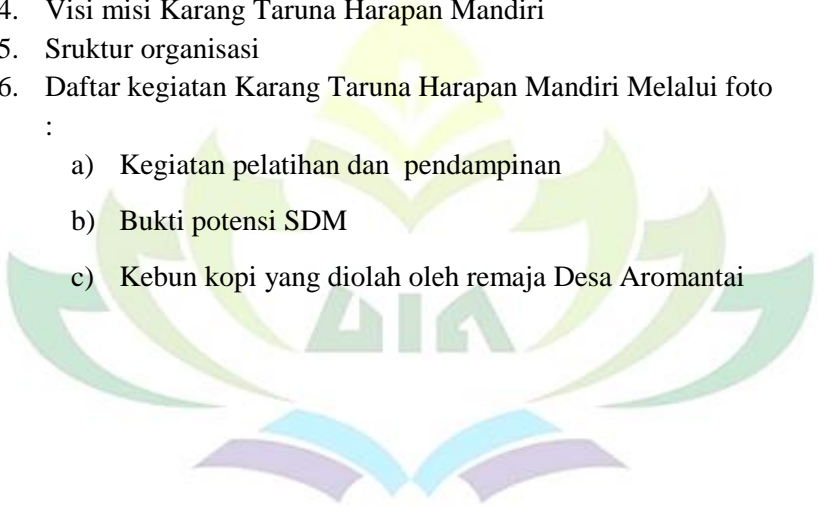 4. Visi misi Karang Taruna Harapan Mandiri
5. Sruktur organisasi
6. Daftar kegiatan Karang Taruna Harapan Mandiri Melalui foto
:
a) Kegiatan pelatihan dan pendampinan
b) Bukti potensi SDM
c) Kebun kopi yang diolah oleh remaja Desa Aromantai
UIN